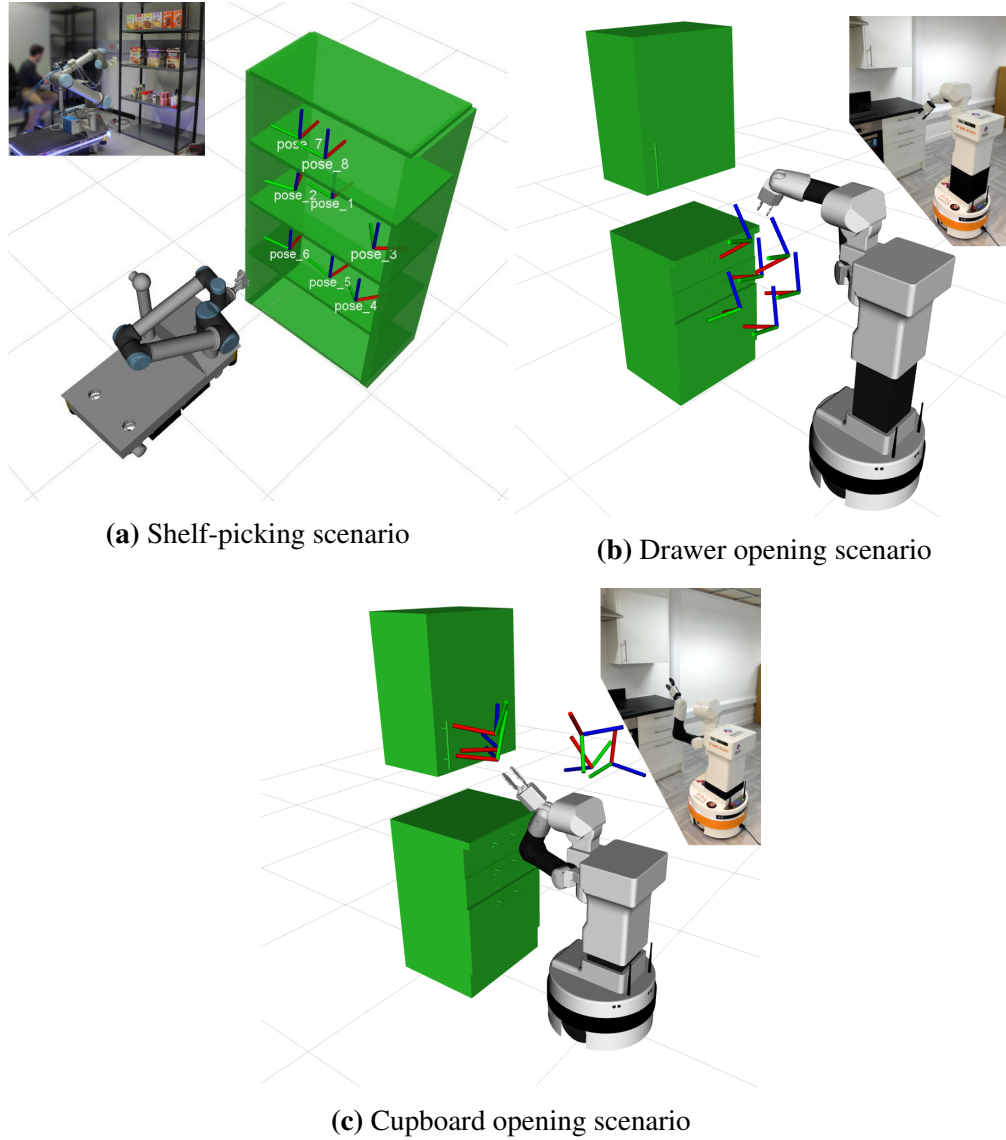 pose_7
pose_8
pose_2
pose_1
pose_3
pose_6
pose_5
pose_4
(a) Shelf-picking scenario
(b) Drawer opening scenario
(c) Cupboard opening scenario